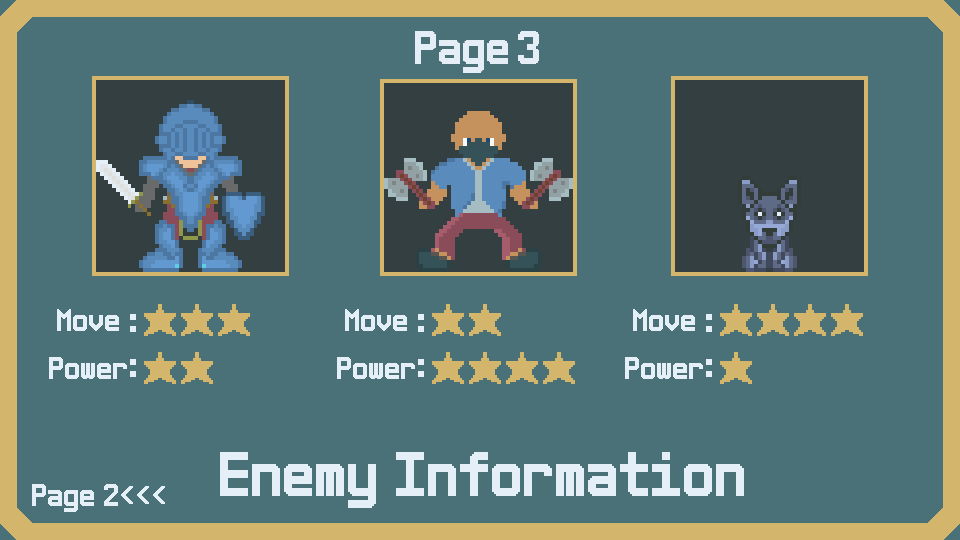 Page 3
Move :
Move :
Move :
Power:
Power:
Power:
Enemy Information
Page 2<<<